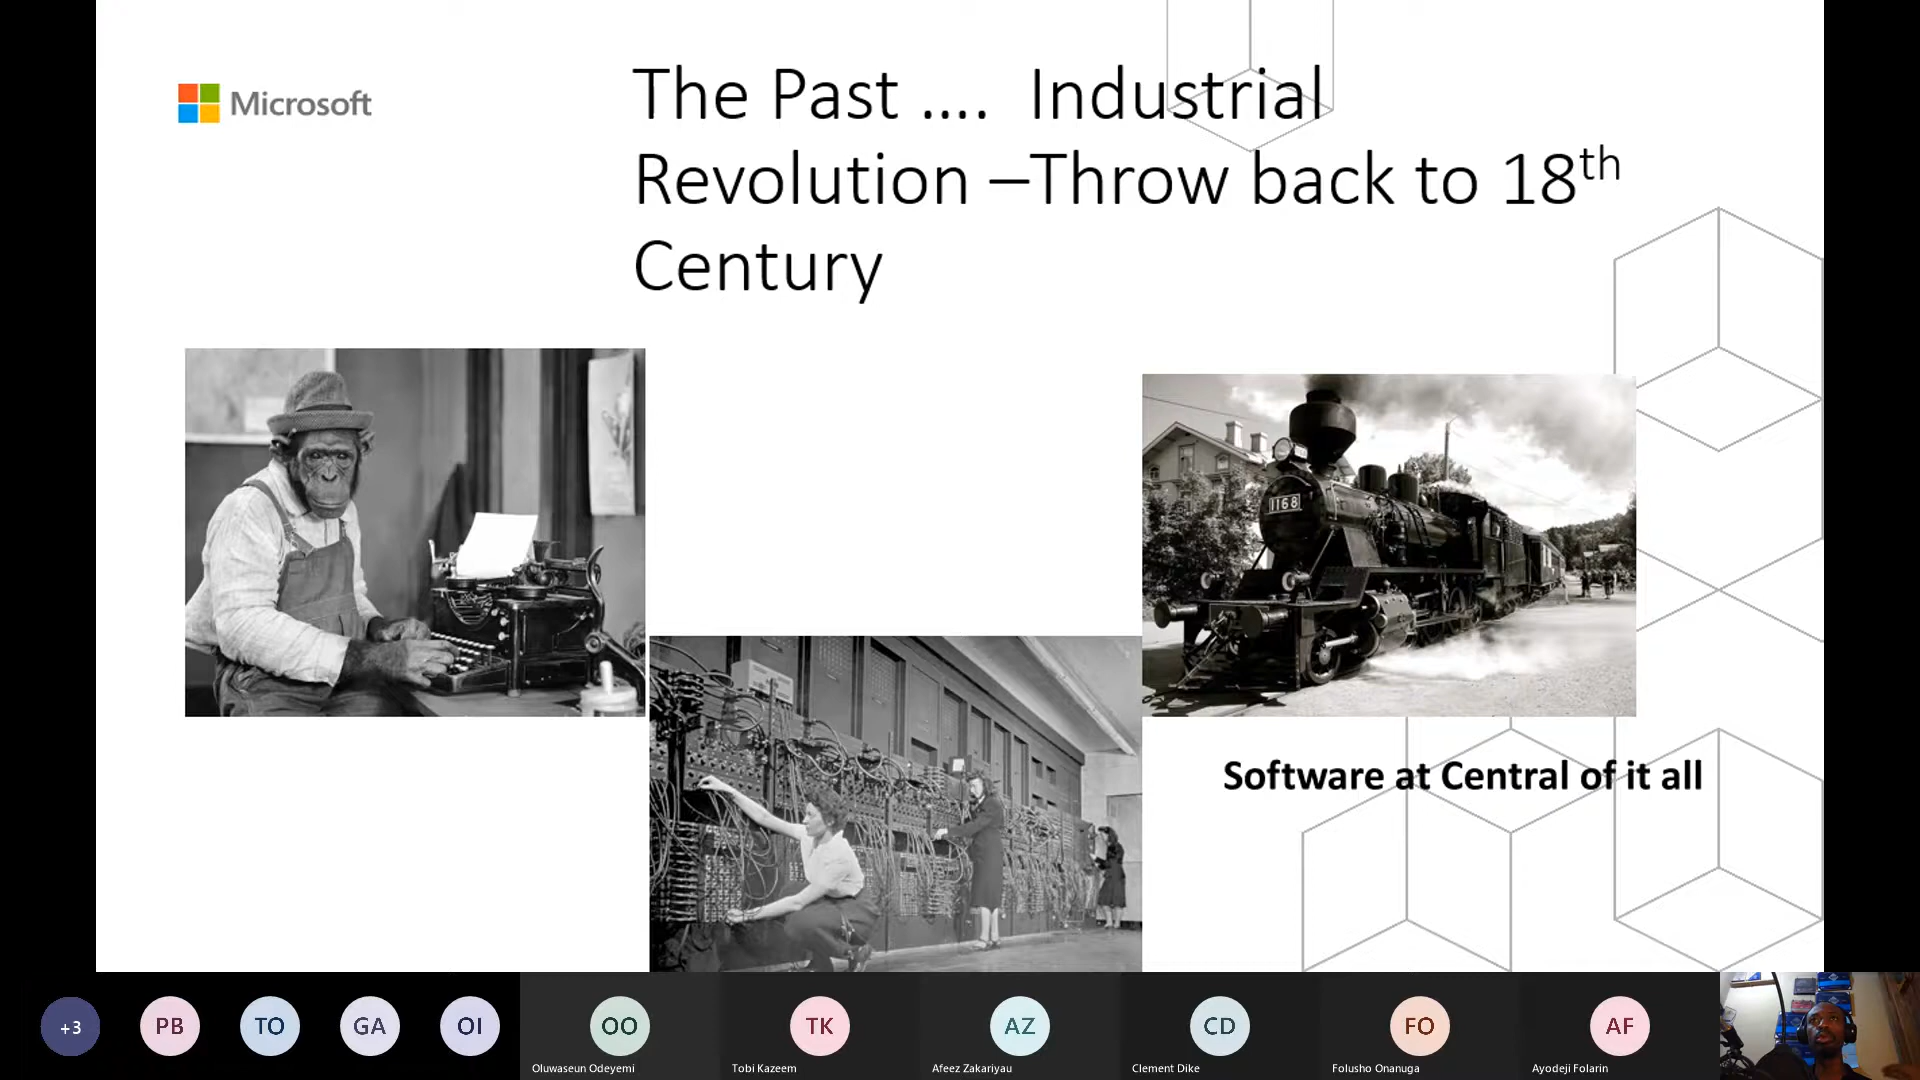 Microsoft
The Past .... Industrial
Revolution –Throw back to 18th
Century
1168
Software at Central of it all
+3
PB
TO
GA
OI
OO
TK
AZ
CD
FO
AF
Oluwaseun Odeyemi
Tobi Kazeem
Afeez Zakariyau
Clement Dike
Folusho Onanuga
Ayodeji Folarin